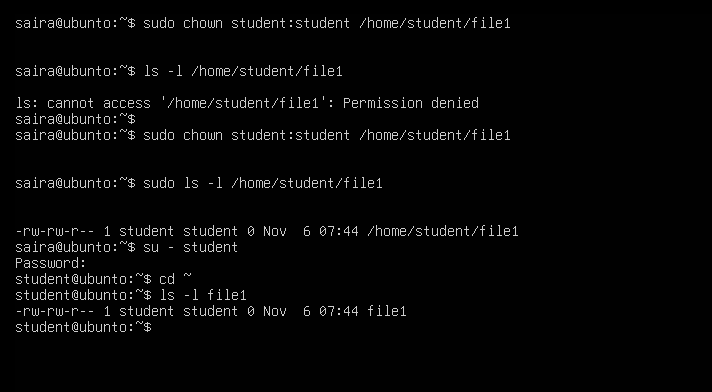 saira@ubunto:~$ sudo chown student:student /home/student/file1
saira@ubunto:~$ ls -l /home/student/file1
ls: cannot access '/home/student/file1': Permission denied
saira@ubunto:~$
saira@ubunto:~$ sudo chown student:student /home/student/file1
saira@ubunto:~$ sudo ls -l /home/student/file1
-rw-rw-r-- 1 student student 0 Nov  6 07:44 /home/student/file1
saira@ubunto:~$ su - student
Password:
student@ubunto:~$ cd ~
student@ubunto:~$ ls -l file1
-rw-rw-r-- 1 student student 0 Nov  6 07:44 file1
student@ubunto:~$